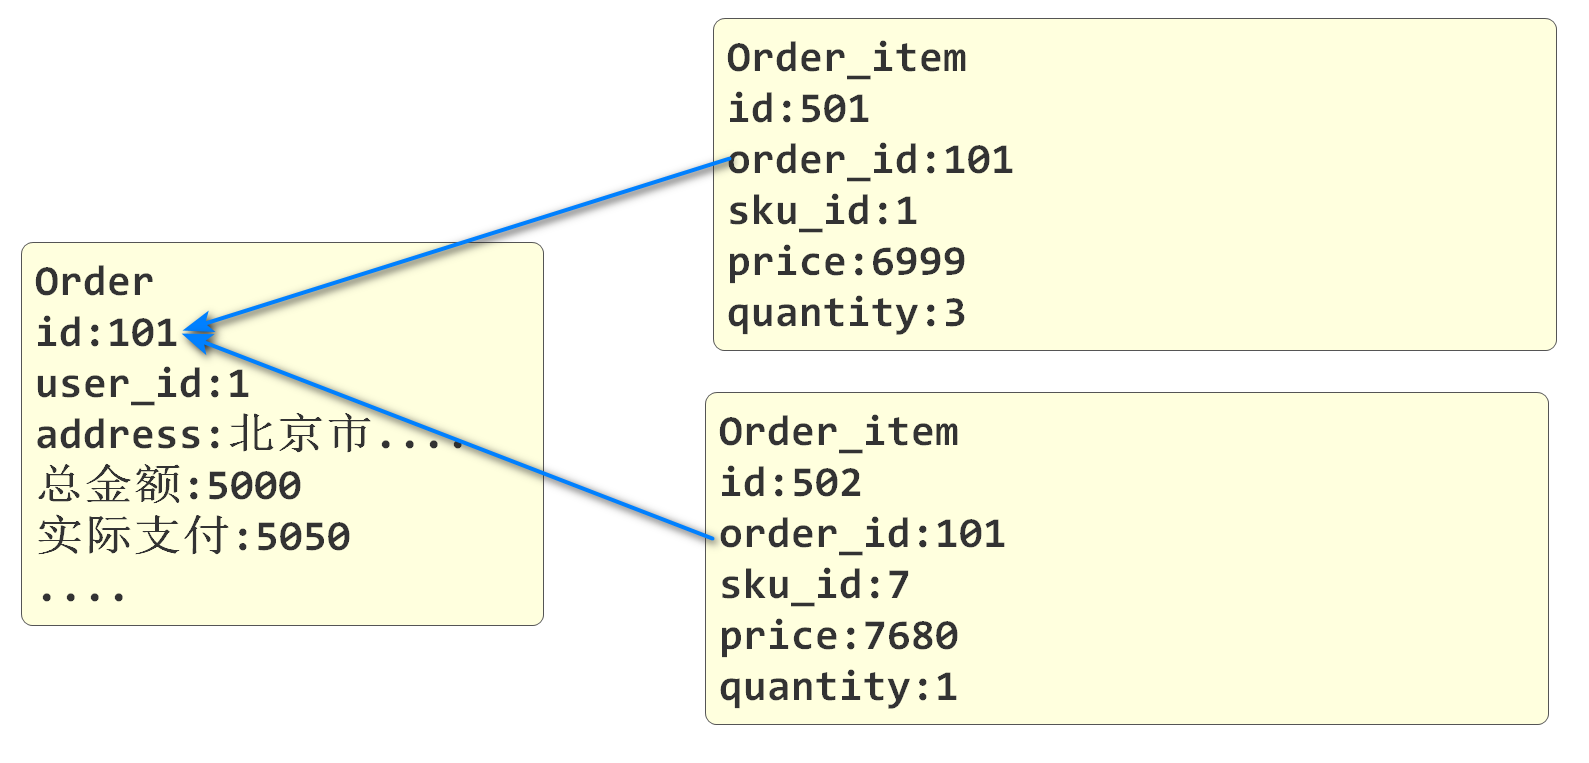 Order
id:101
user_id:1
address:北京市....
总金额:5000
实际支付:5050
....
Order_item
id:501
order_id:101
sku_id:1
price:6999
quantity:3
Order_item
id:502
order_id:101
sku_id:7
price:7680
quantity:1